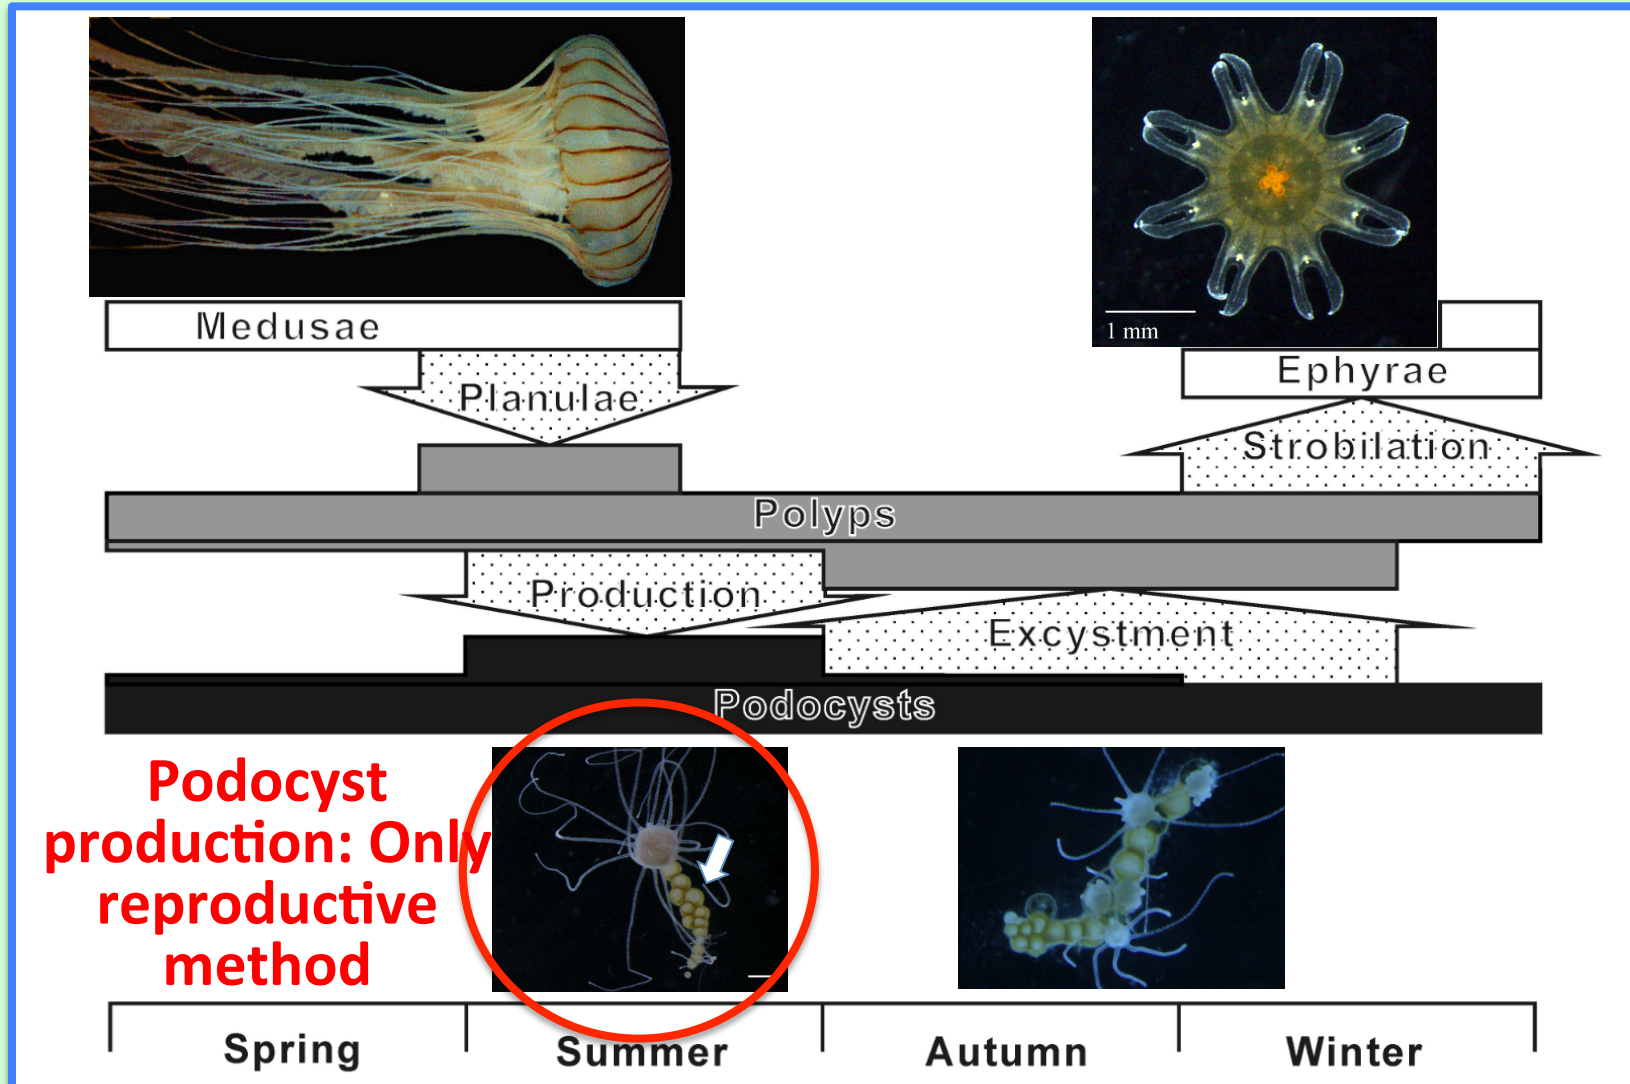 1 mm
Medusae
Ephyrae
Planulae
Strobilation
Polyps
Production
Excystment
Podocysts
Podocyst
production: Only
reproductive
method
Spring
Summer
Autumn
Winter